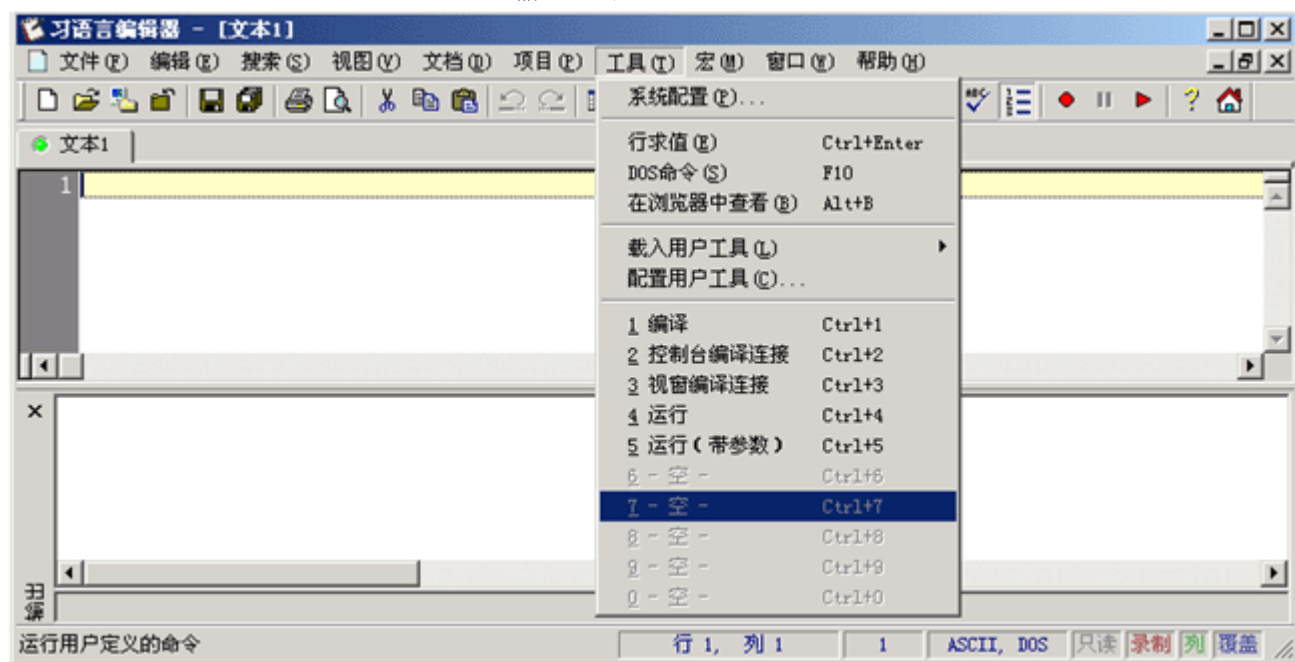 习语言编辑器 - [文本1]
文件(F) 编辑(E) 搜索(S) 视图(V) 文档(D) 项目(P) 工具(T) 宏(M) 窗口(W) 帮助(H)
系统配置(P)...
文本1
行求值(E) Ctrl+Enter
DOS命令(S) F10
1
在浏览器中查看(B) Alt+B
载入用户工具(L)
配置用户工具(C)...
1 编译 Ctrl+1
2 控制台编译连接 Ctrl+2
3 视窗编译连接 Ctrl+3
4 运行 Ctrl+4
5 运行(带参数) Ctrl+5
6 - 空 - Ctrl+6
7 - 空 - Ctrl+7
8 - 空 - Ctrl+8
9 - 空 - Ctrl+9
0 - 空 - Ctrl+0
运行用户定义的命令 行 1, 列 1 1 ASCII, DOS 只读 录制 列 覆盖